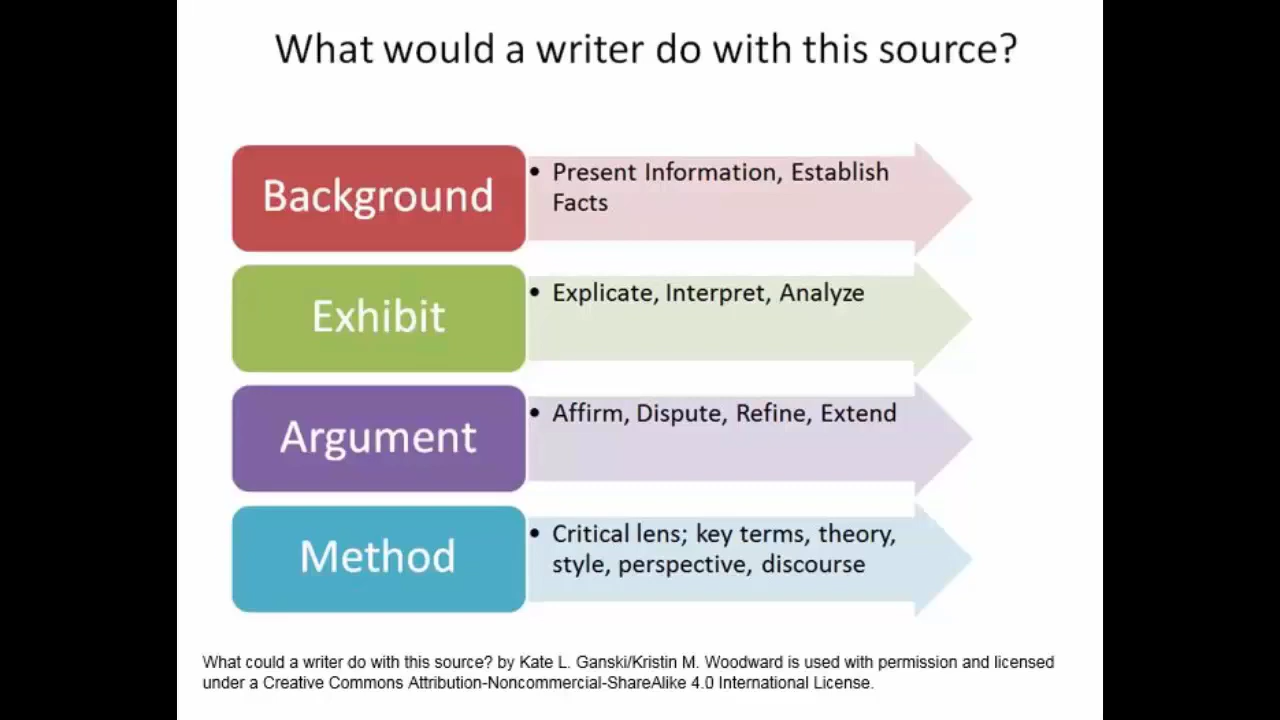 What would a writer do with this source?
Background
• Present Information, Establish
Facts
Exhibit
• Explicate, Interpret, Analyze
Argument
• Affirm, Dispute, Refine, Extend
Method
• Critical lens; key terms, theory,
style, perspective, discourse
What could a writer do with this source? by Kate L. Ganski/Kristin M. Woodward is used with permission and licensed
under a Creative Commons Attribution-Noncommercial-ShareAlike 4.0 International License.